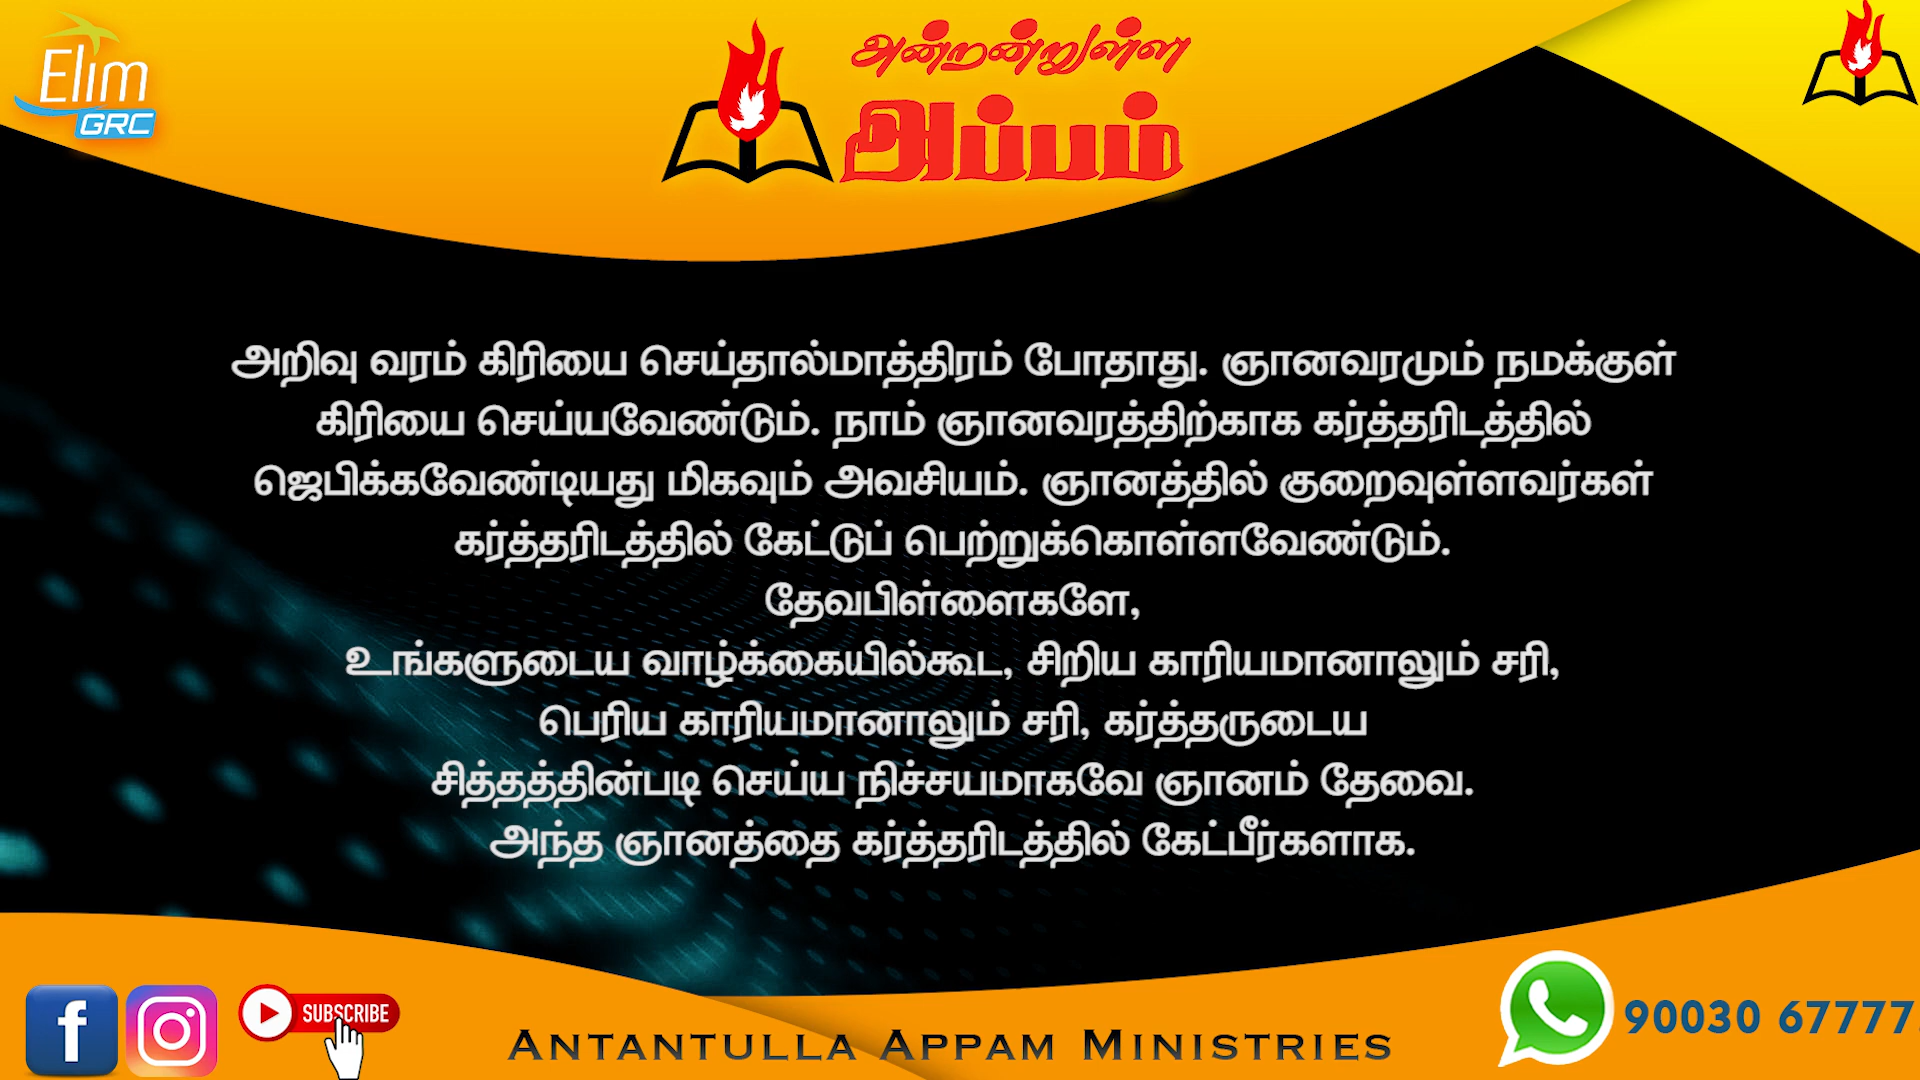 Elim
GRC
அன்றன்றுள்ள
அப்பம்
அறிவு வரம் கிரியை செய்தால்மாத்திரம் போதாது. ஞானவரமும் நமக்குள்
கிரியை செய்யவேண்டும். நாம் ஞானவரத்திற்காக கர்த்தரிடத்தில்
ஜெபிக்கவேண்டியது மிகவும் அவசியம். ஞானத்தில் குறைவுள்ளவர்கள்
கர்த்தரிடத்தில் கேட்டுப் பெற்றுக்கொள்ளவேண்டும்.
தேவபிள்ளைகளே,
உங்களுடைய வாழ்க்கையில்கூட, சிறிய காரியமானாலும் சரி,
பெரிய காரியமானாலும் சரி, கர்த்தருடைய
சித்தத்தின்படி செய்ய நிச்சயமாகவே ஞானம் தேவை.
அந்த ஞானத்தை கர்த்தரிடத்தில் கேட்பீர்களாக.
SUBSCRIBE
ANTANTULLA APPAM MINISTRIES
90030 67777